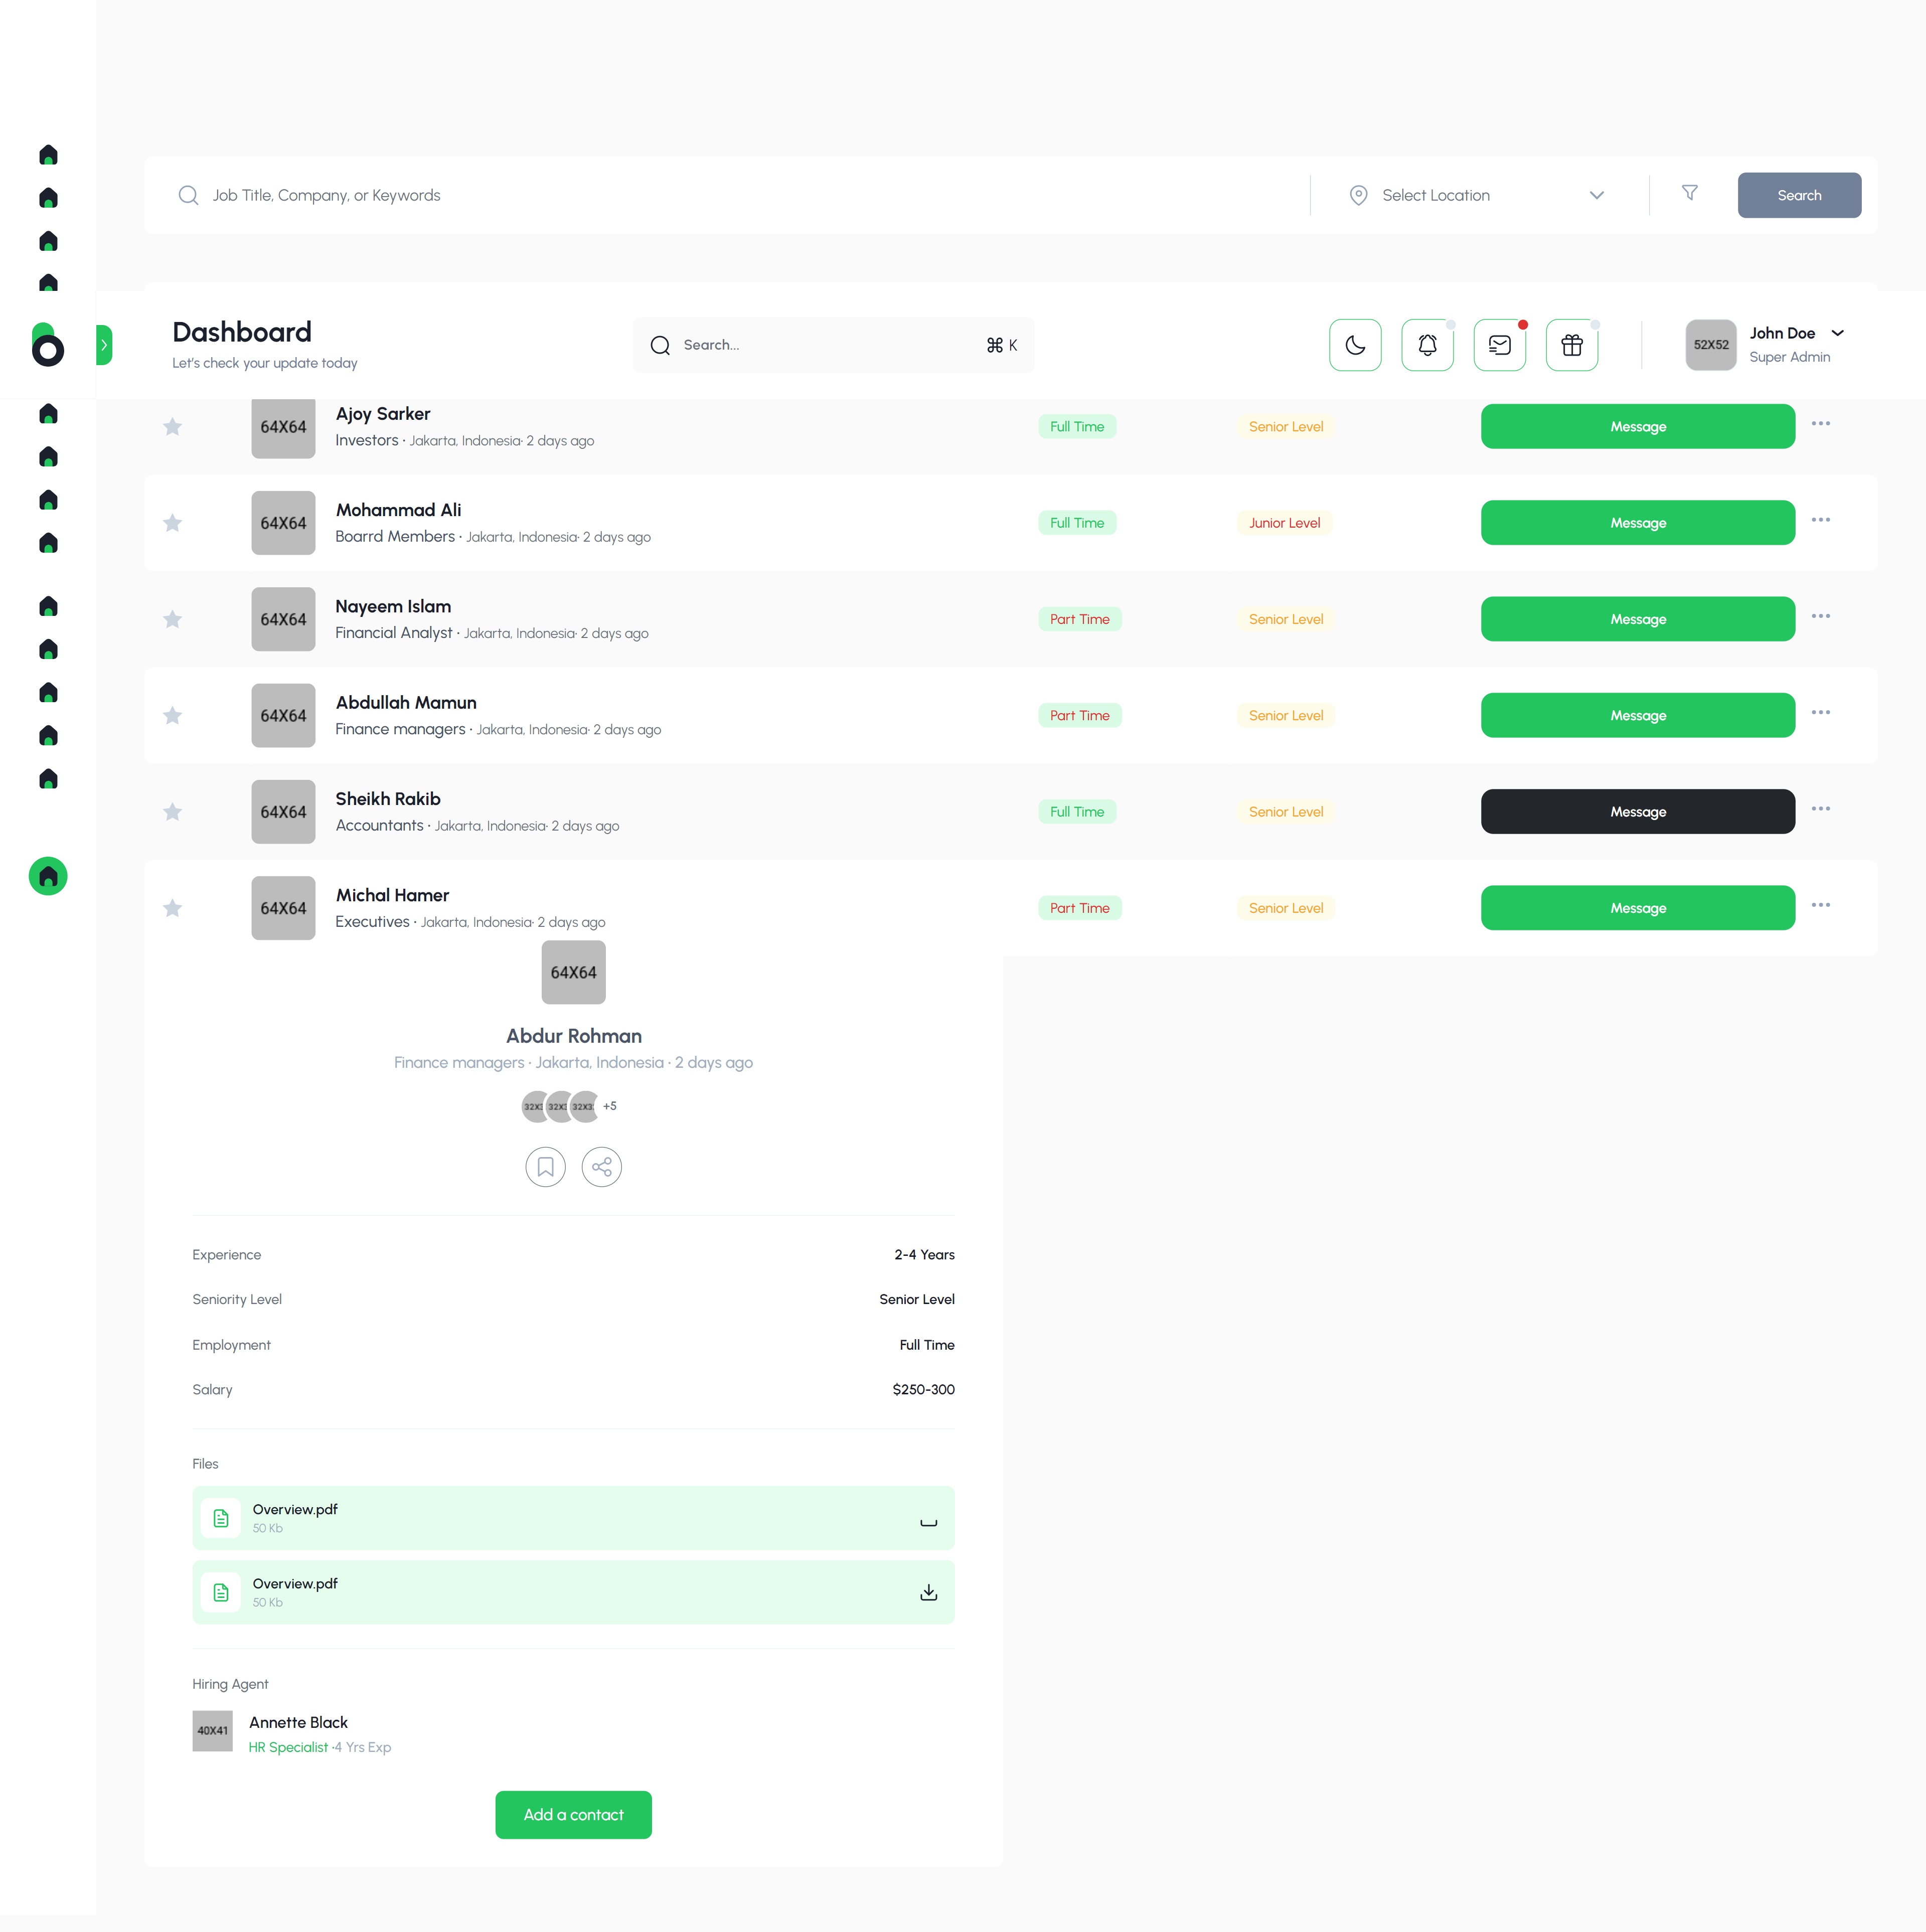 Job Title, Company, or Keywords
Select Location
Search
Dashboard
Let's check your update today
Search...
⌘ K
52X52
John Doe
Super Admin
64X64
Ajoy Sarker
Investors · Jakarta, Indonesia· 2 days ago
Full Time
Senior Level
Message
64X64
Mohammad Ali
Boarrd Members · Jakarta, Indonesia· 2 days ago
Full Time
Junior Level
Message
64X64
Nayeem Islam
Financial Analyst · Jakarta, Indonesia· 2 days ago
Part Time
Senior Level
Message
64X64
Abdullah Mamun
Finance managers · Jakarta, Indonesia· 2 days ago
Part Time
Senior Level
Message
64X64
Sheikh Rakib
Accountants · Jakarta, Indonesia· 2 days ago
Full Time
Senior Level
Message
64X64
Michal Hamer
Executives · Jakarta, Indonesia· 2 days ago
Part Time
Senior Level
Message
64X64
Abdur Rohman
Finance managers · Jakarta, Indonesia · 2 days ago
+5
Experience
2-4 Years
Seniority Level
Senior Level
Employment
Full Time
Salary
$250-300
Files
Overview.pdf
50 Kb
Overview.pdf
50 Kb
Hiring Agent
40X41
Annette Black
HR Specialist ·4 Yrs Exp
Add a contact